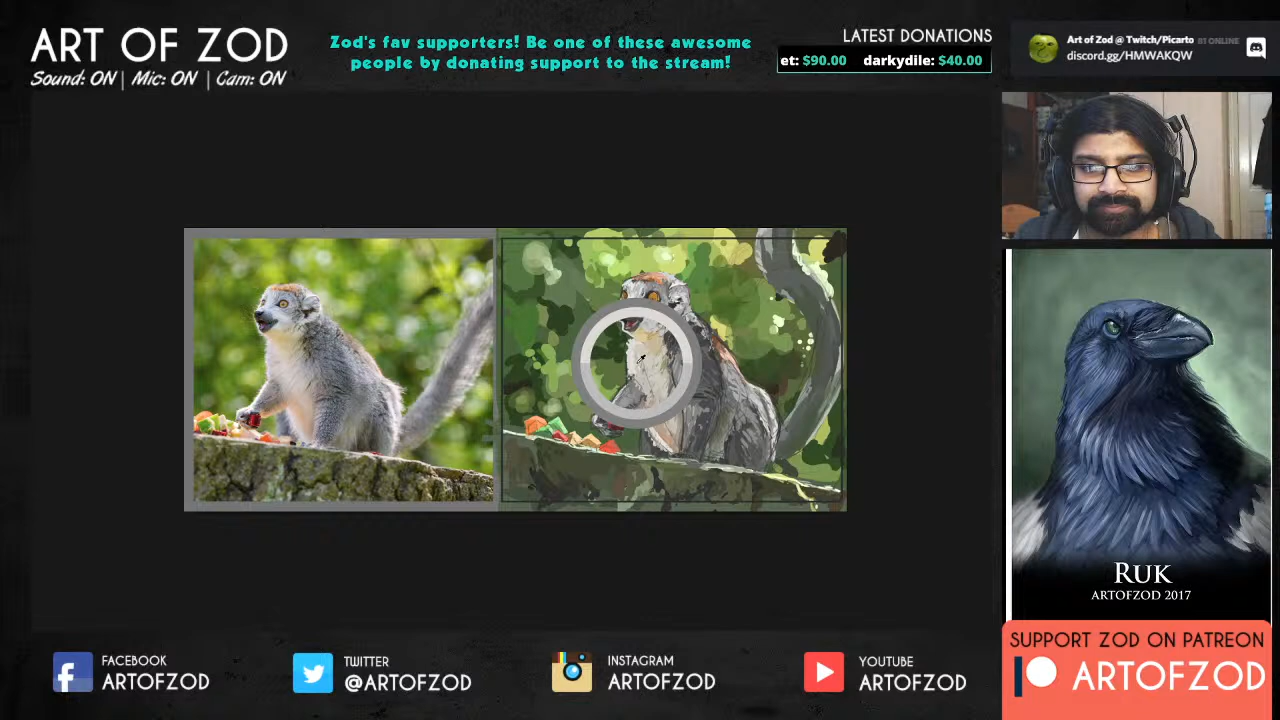 ART OF ZOD
Sound: ON | Mic: ON | Cam: ON
Zod's fav supporters! Be one of these awesome
people by donating support to the stream!
LATEST DONATIONS
et: $90.00 darkydile: $40.00
Art of Zod @ Twitch/Picarto 81 ONLINE
discord.gg/HMWAKQW
RUK
ARTOFZOD 2017
SUPPORT ZOD ON PATREON
ARTOFZOD
FACEBOOK
ARTOFZOD
TWITTER
@ARTOFZOD
INSTAGRAM
ARTOFZOD
YOUTUBE
ARTOFZOD